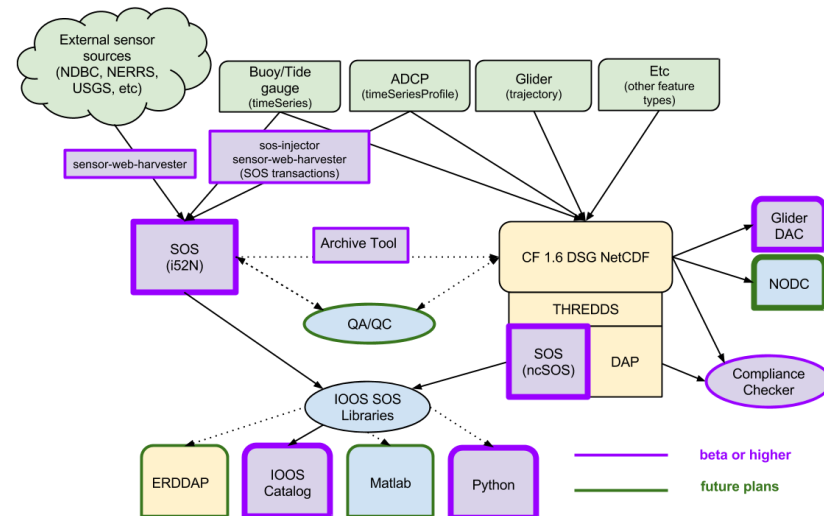 External sensor
sources
(NDBC, NERRS,
USGS, etc)
Buoy/Tide
gauge
(timeSeries)
ADCP
(timeSeriesProfile)
Glider
(trajectory)
Etc
(other feature
types)
sensor-web-harvester
sos-injector
sensor-web-harvester
(SOS transactions)
SOS
(i52N)
Archive Tool
CF 1.6 DSG NetCDF
Glider
DAC
NODC
QA/QC
THREDDS
SOS
(ncSOS)
DAP
Compliance
Checker
IOOS SOS
Libraries
ERDDAP
IOOS
Catalog
Matlab
Python
beta or higher
future plans